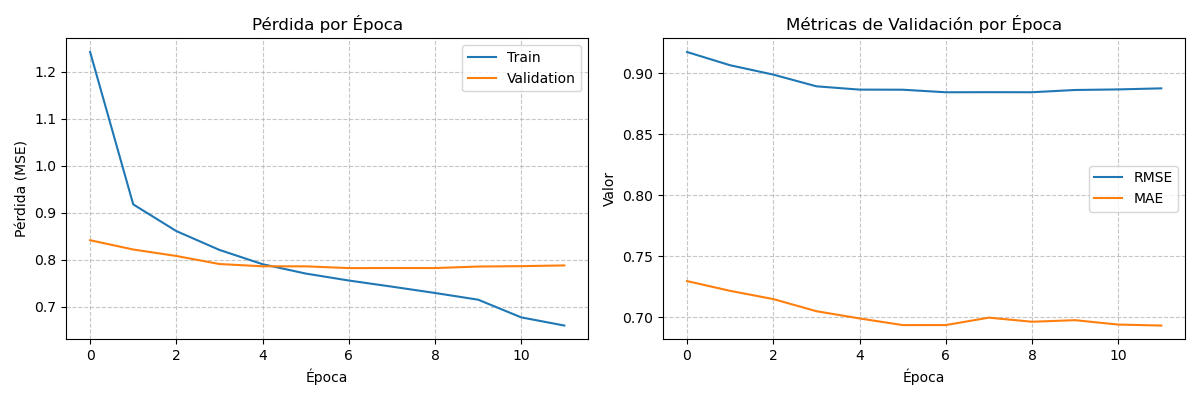 Pérdida por Época
Train
Validation
Pérdida (MSE)
1.2
1.1
1.0
0.9
0.8
0.7
0 2 4 6 8 10
Época
Métricas de Validación por Época
RMSE
MAE
Valor
0.90
0.85
0.80
0.75
0.70
0 2 4 6 8 10
Época